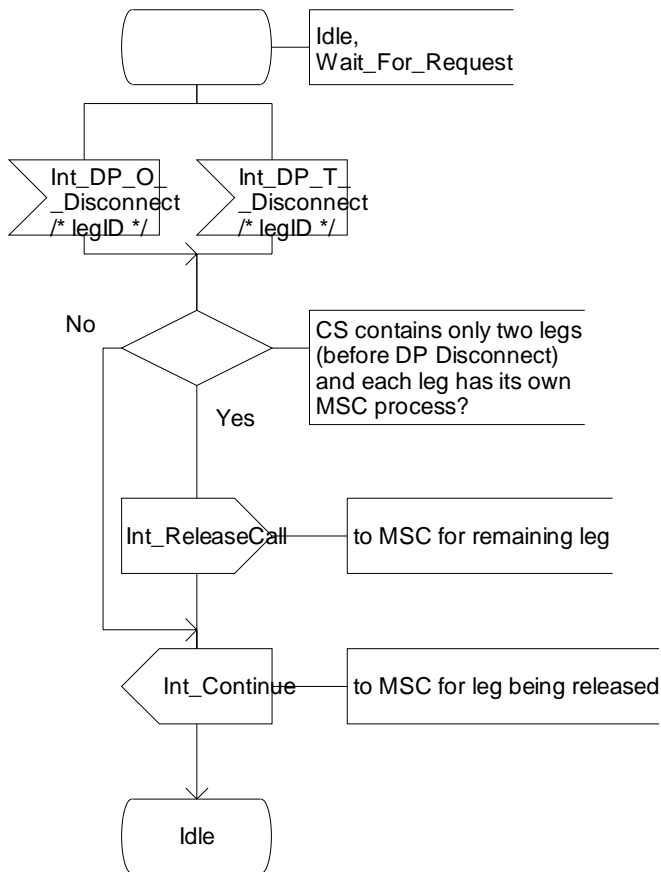 Idle,
Wait_For_Request
Int_DP_O_
_Disconnect
/* legID */
Int_DP_T_
_Disconnect
/* legID */
No
CS contains only two legs
(before DP Disconnect)
and each leg has its own
MSC process?
Yes
Int_ReleaseCall
to MSC for remaining leg
Int_Continue
to MSC for leg being released
Idle